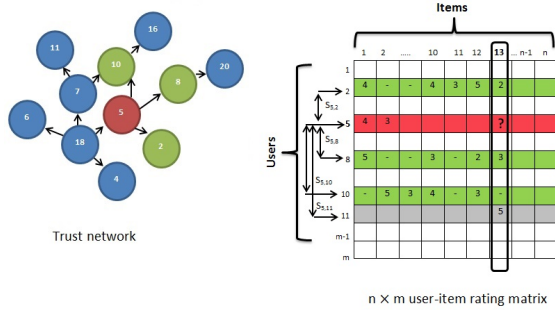 Items
16
11
10
20
8
7
5
6
18
2
4
Trust network
1 2 ..... 10 11 12 13 ... n-1 n
1
2 4 - - 4 3 5 2
S5,2
5 4 3 ?
S5,8
8 5 - - 3 - 2 3
S5,10
10 - 5 3 4 - 3 -
S5,11
11 5
m-1
m
Users
n × m user-item rating matrix